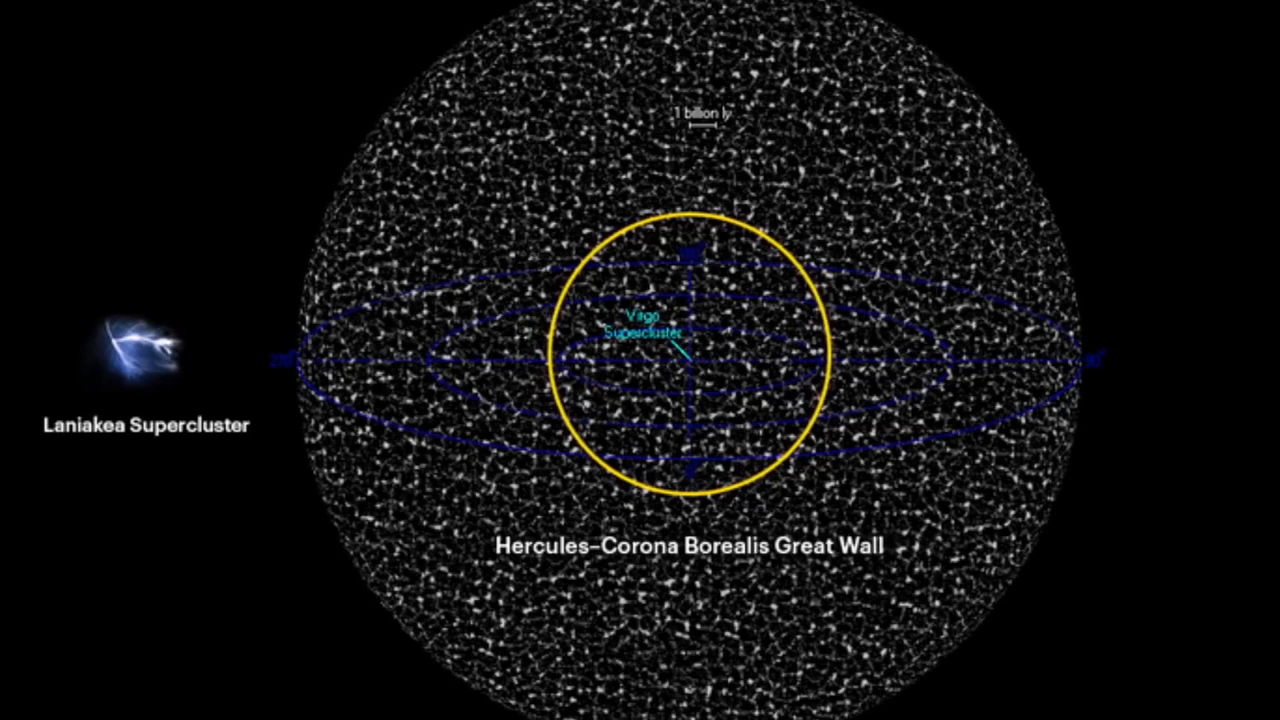 1 billion ly
Virgo
Supercluster
Laniakea Supercluster
Hercules–Corona Borealis Great Wall